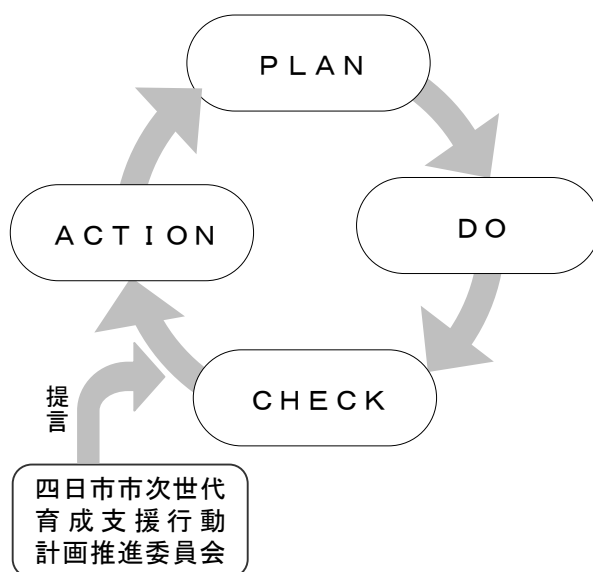 PLAN
DO
CHECK
ACTION
提言
四日市市次世代
育成支援行動
計画推進委員会